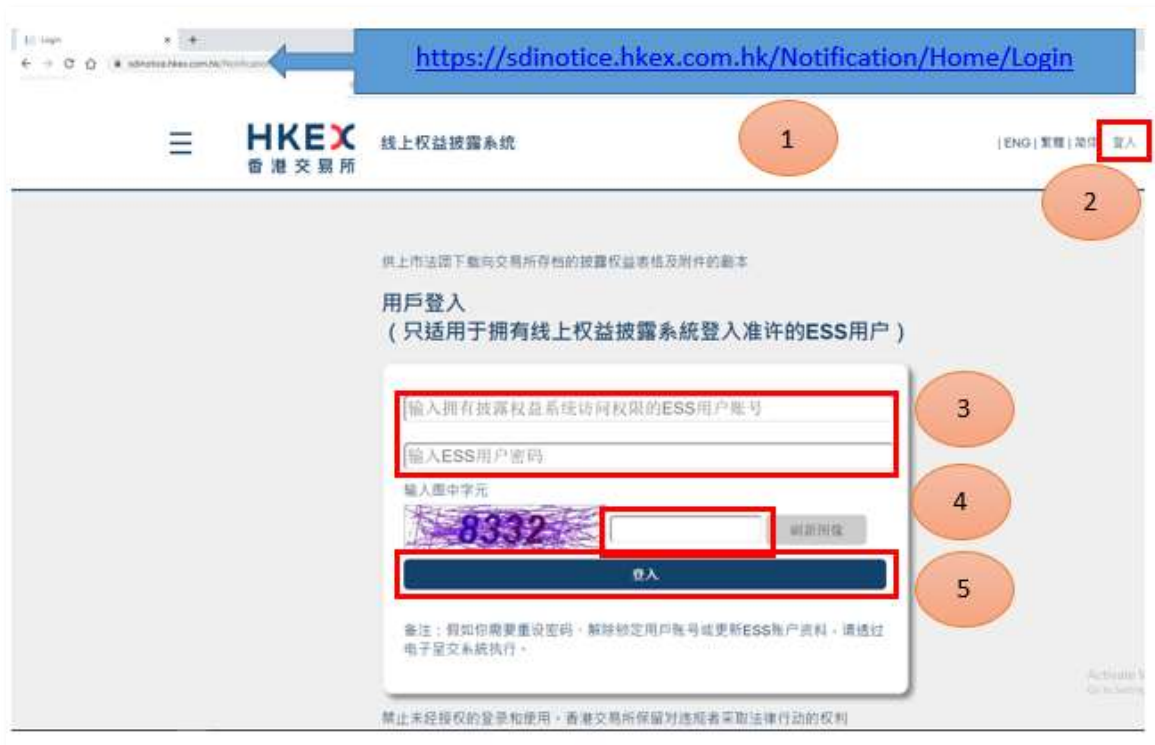 Login
https://sdinotice.hkex.com.hk/Notification/Home/Login
HKEX
香港交易所
线上权益披露系统
1
| ENG | 繁體 | 简体
登入
2
供上市法团下载向交易所存档的披露权益表格及附件的副本
用戶登入
(只适用于拥有线上权益披露系統登入准许的ESS用户)
输入拥有披露权益系统访问权限的ESS用户账号
3
输入ESS用户密码
输入图中字元
4
8332
刷新图像
登入
5
备注:假如你需要重设密码、解除锁定用戶账号或更新ESS账户资料,请透过
电子呈交系統执行。
禁止未经授权的登录和使用,香港交易所保留对违规者采取法律行动的权利